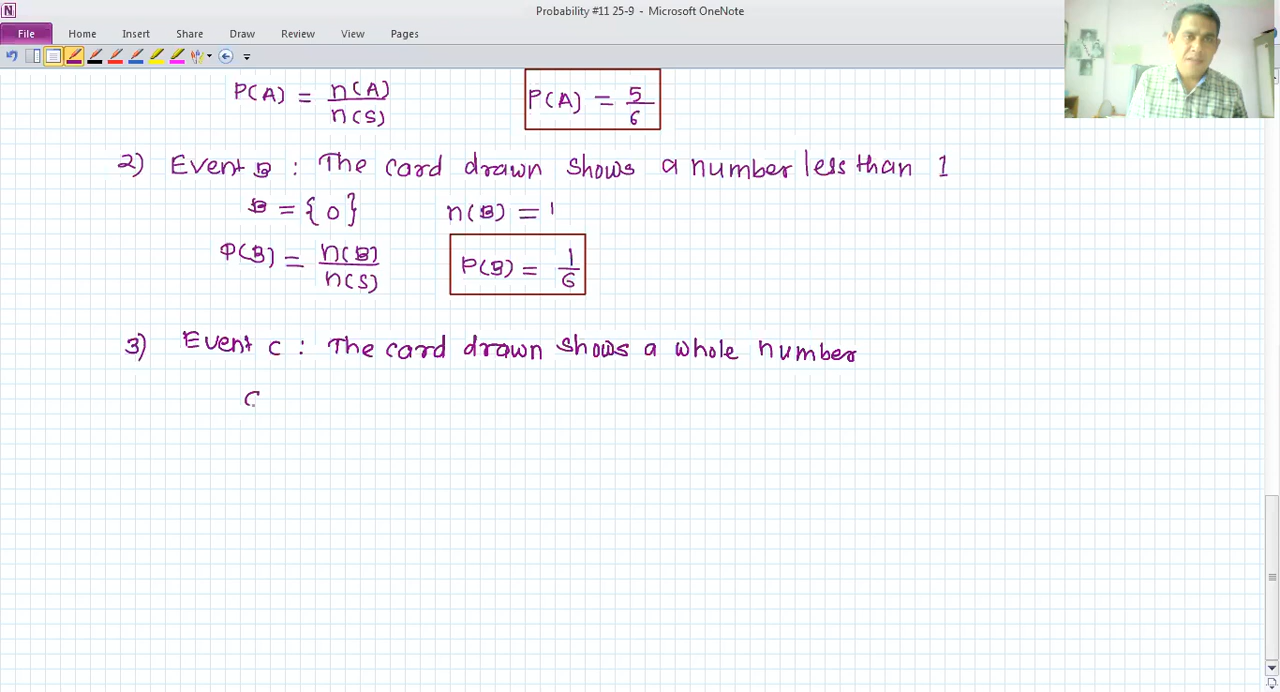 Probability #11 25-9 - Microsoft OneNote
File Home Insert Share Draw Review View Pages
P(A) = n(A)/n(S) P(A) = 5/6
2) Event B : The card drawn shows a number less than 1
B = {0} n(B) = 1
P(B) = n(B)/n(S) P(B) = 1/6
3) Event C : The card drawn shows a whole number
C